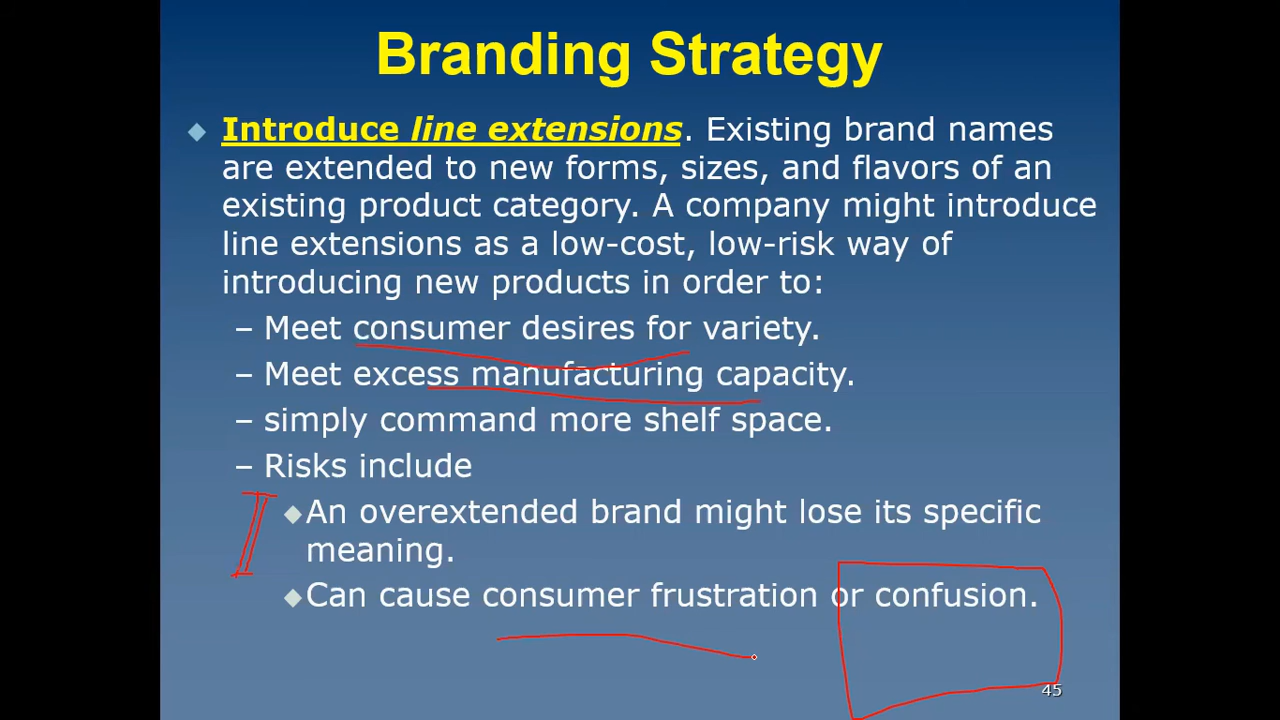 Branding Strategy
Introduce line extensions. Existing brand names
are extended to new forms, sizes, and flavors of an
existing product category. A company might introduce
line extensions as a low-cost, low-risk way of
introducing new products in order to:
– Meet consumer desires for variety.
– Meet excess manufacturing capacity.
– simply command more shelf space.
– Risks include
An overextended brand might lose its specific
meaning.
Can cause consumer frustration or confusion.
45